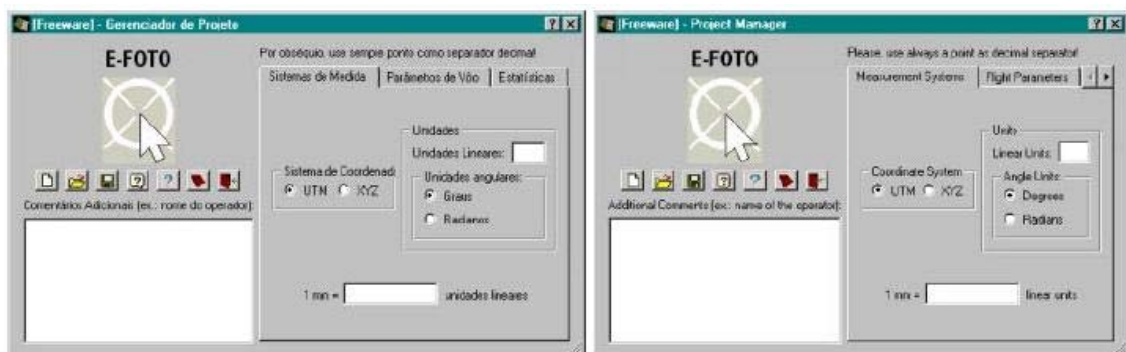 [Freeware] - Gerenciador de Projeto
E-FOTO
Por obséquio, use sempre ponto como separador decimal!
Sistemas de Medida
Parâmetos de Vôo
Estatísticas
Unidades
Unidades Lineares:
Sistema de Coordenad
UTM
XYZ
Unidades angulares:
Graus
Radianos
Comentários Adicionais (ex.: nome do operador):
1 mm =
unidades lineares
[Freeware] - Project Manager
E-FOTO
Please, use always a point as decimal separator!
Measurement Systems
Flight Parameters
Units
Linear Units:
Coordinate System
UTM
XYZ
Angle Units:
Degrees
Radians
Additional Comments (ex.: name of the operator):
1 mm =
linear units